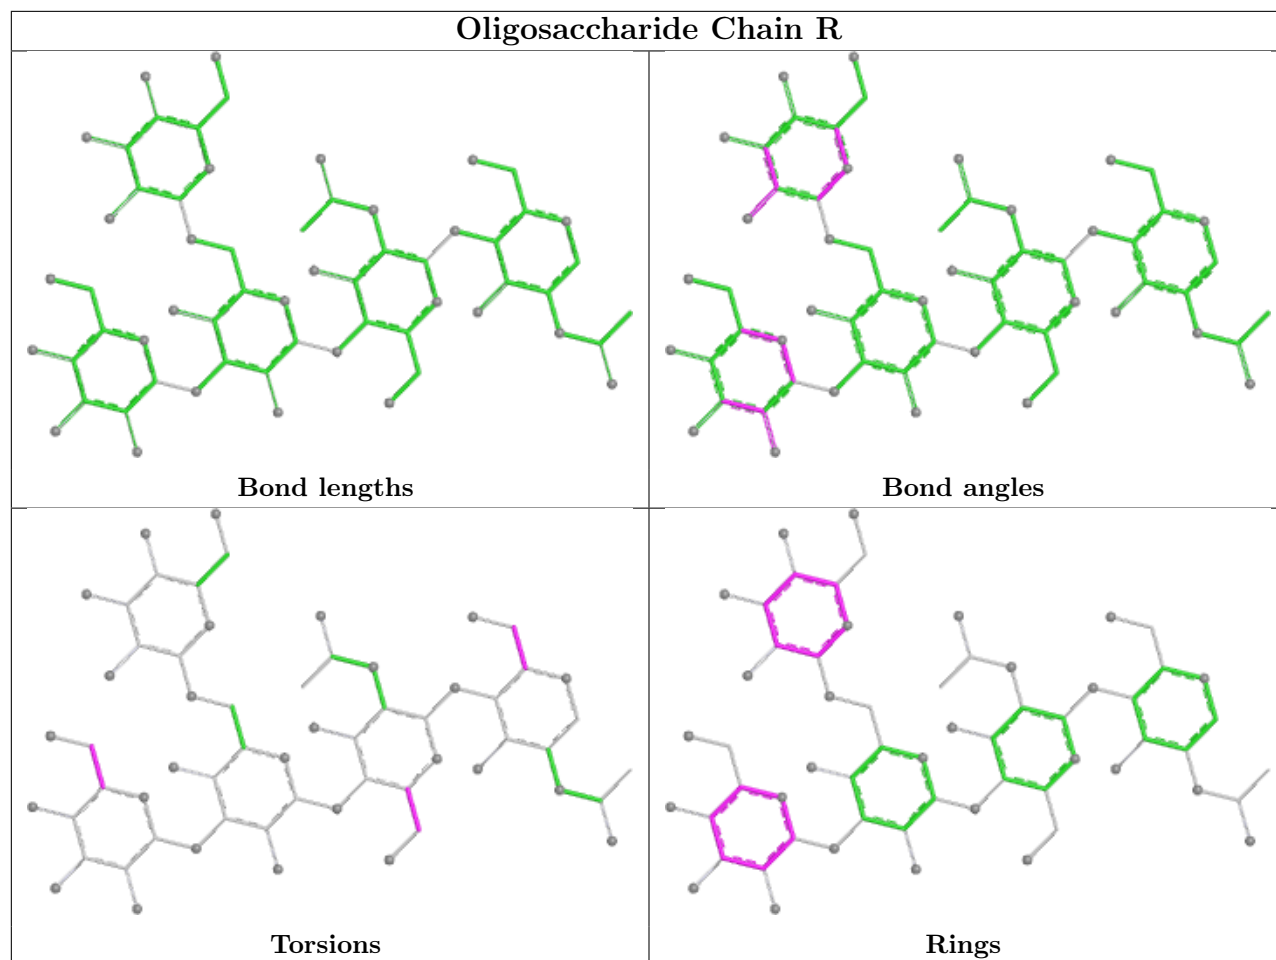 Oligosaccharide Chain R
Bond lengths
Bond angles
Torsions
Rings